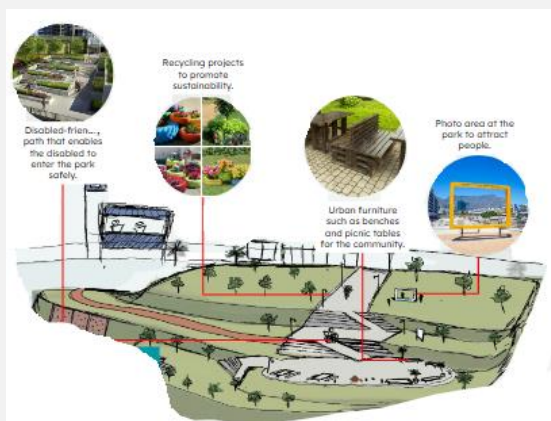 Recycling projects
to promote
sustainability.
Disabled-frien...,
path that enables
the disabled to
enter the park
safely.
Urban furniture
such as benches
and picnic tables
for the community.
Photo area at the
park to attract
people.